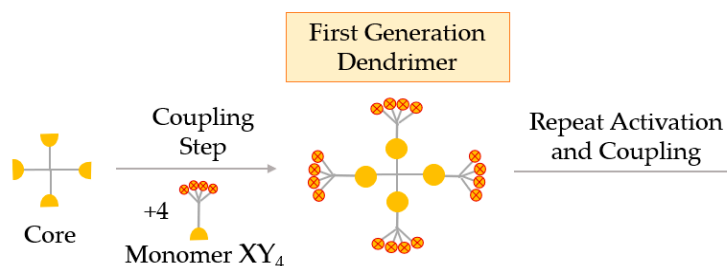 First Generation
Dendrimer
Coupling
Step
Repeat Activation
and Coupling
+4
Core
Monomer XY₄